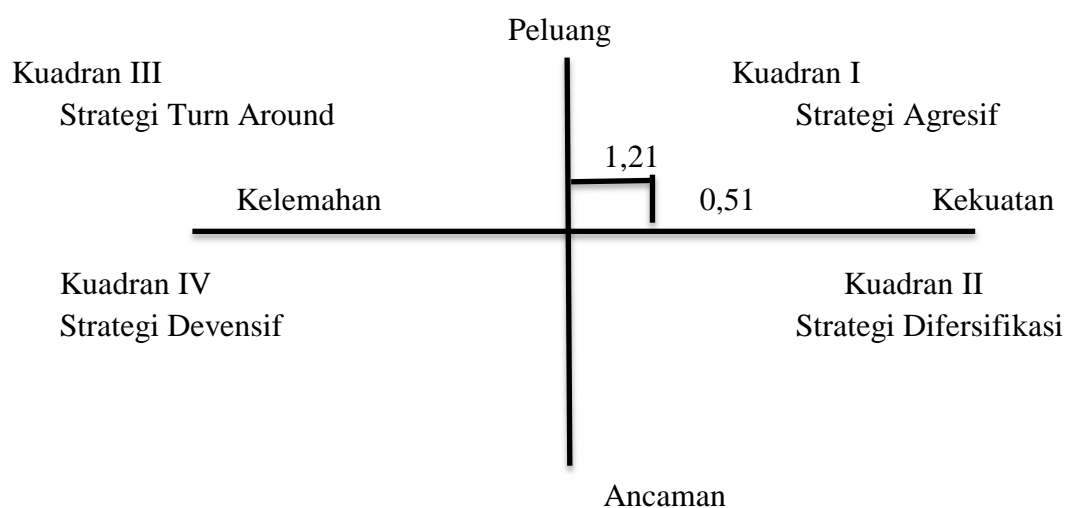 Peluang
Kuadran III
Strategi Turn Around
Kuadran I
Strategi Agresif
1,21
Kelemahan
0,51
Kekuatan
Kuadran IV
Strategi Devensif
Kuadran II
Strategi Difersifikasi
Ancaman